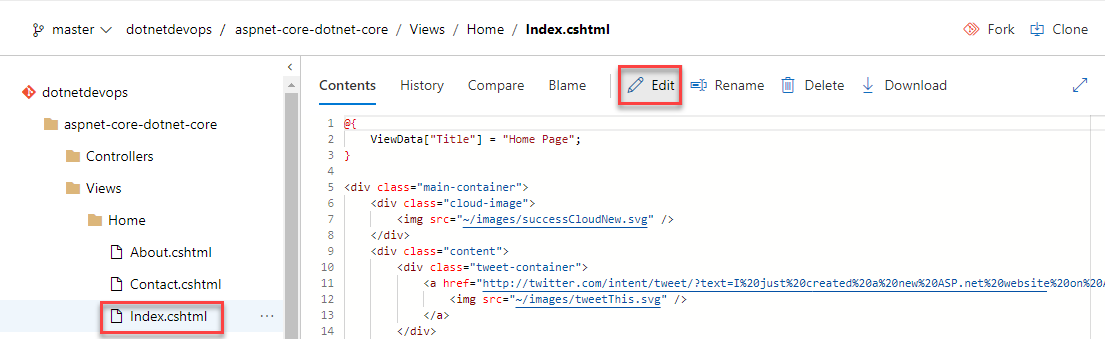 master dotnetdevops / aspnet-core-dotnet-core / Views / Home / Index.cshtml Fork Clone
dotnetdevops
aspnet-core-dotnet-core
Controllers
Views
Home
About.cshtml
Contact.cshtml
Index.cshtml ...
Contents History Compare Blame Edit Rename Delete Download
1 @{
2 ViewData["Title"] = "Home Page";
3 }
4
5 <div class="main-container">
6 <div class="cloud-image">
7 <img src="~/images/successCloudNew.svg" />
8 </div>
9 <div class="content">
10 <div class="tweet-container">
11 <a href="http://twitter.com/intent/tweet/?text=I%20just%20created%20a%20new%20ASP.net%20website%20on%20
12 <img src="~/images/tweetThis.svg" />
13 </a>
14 </div>